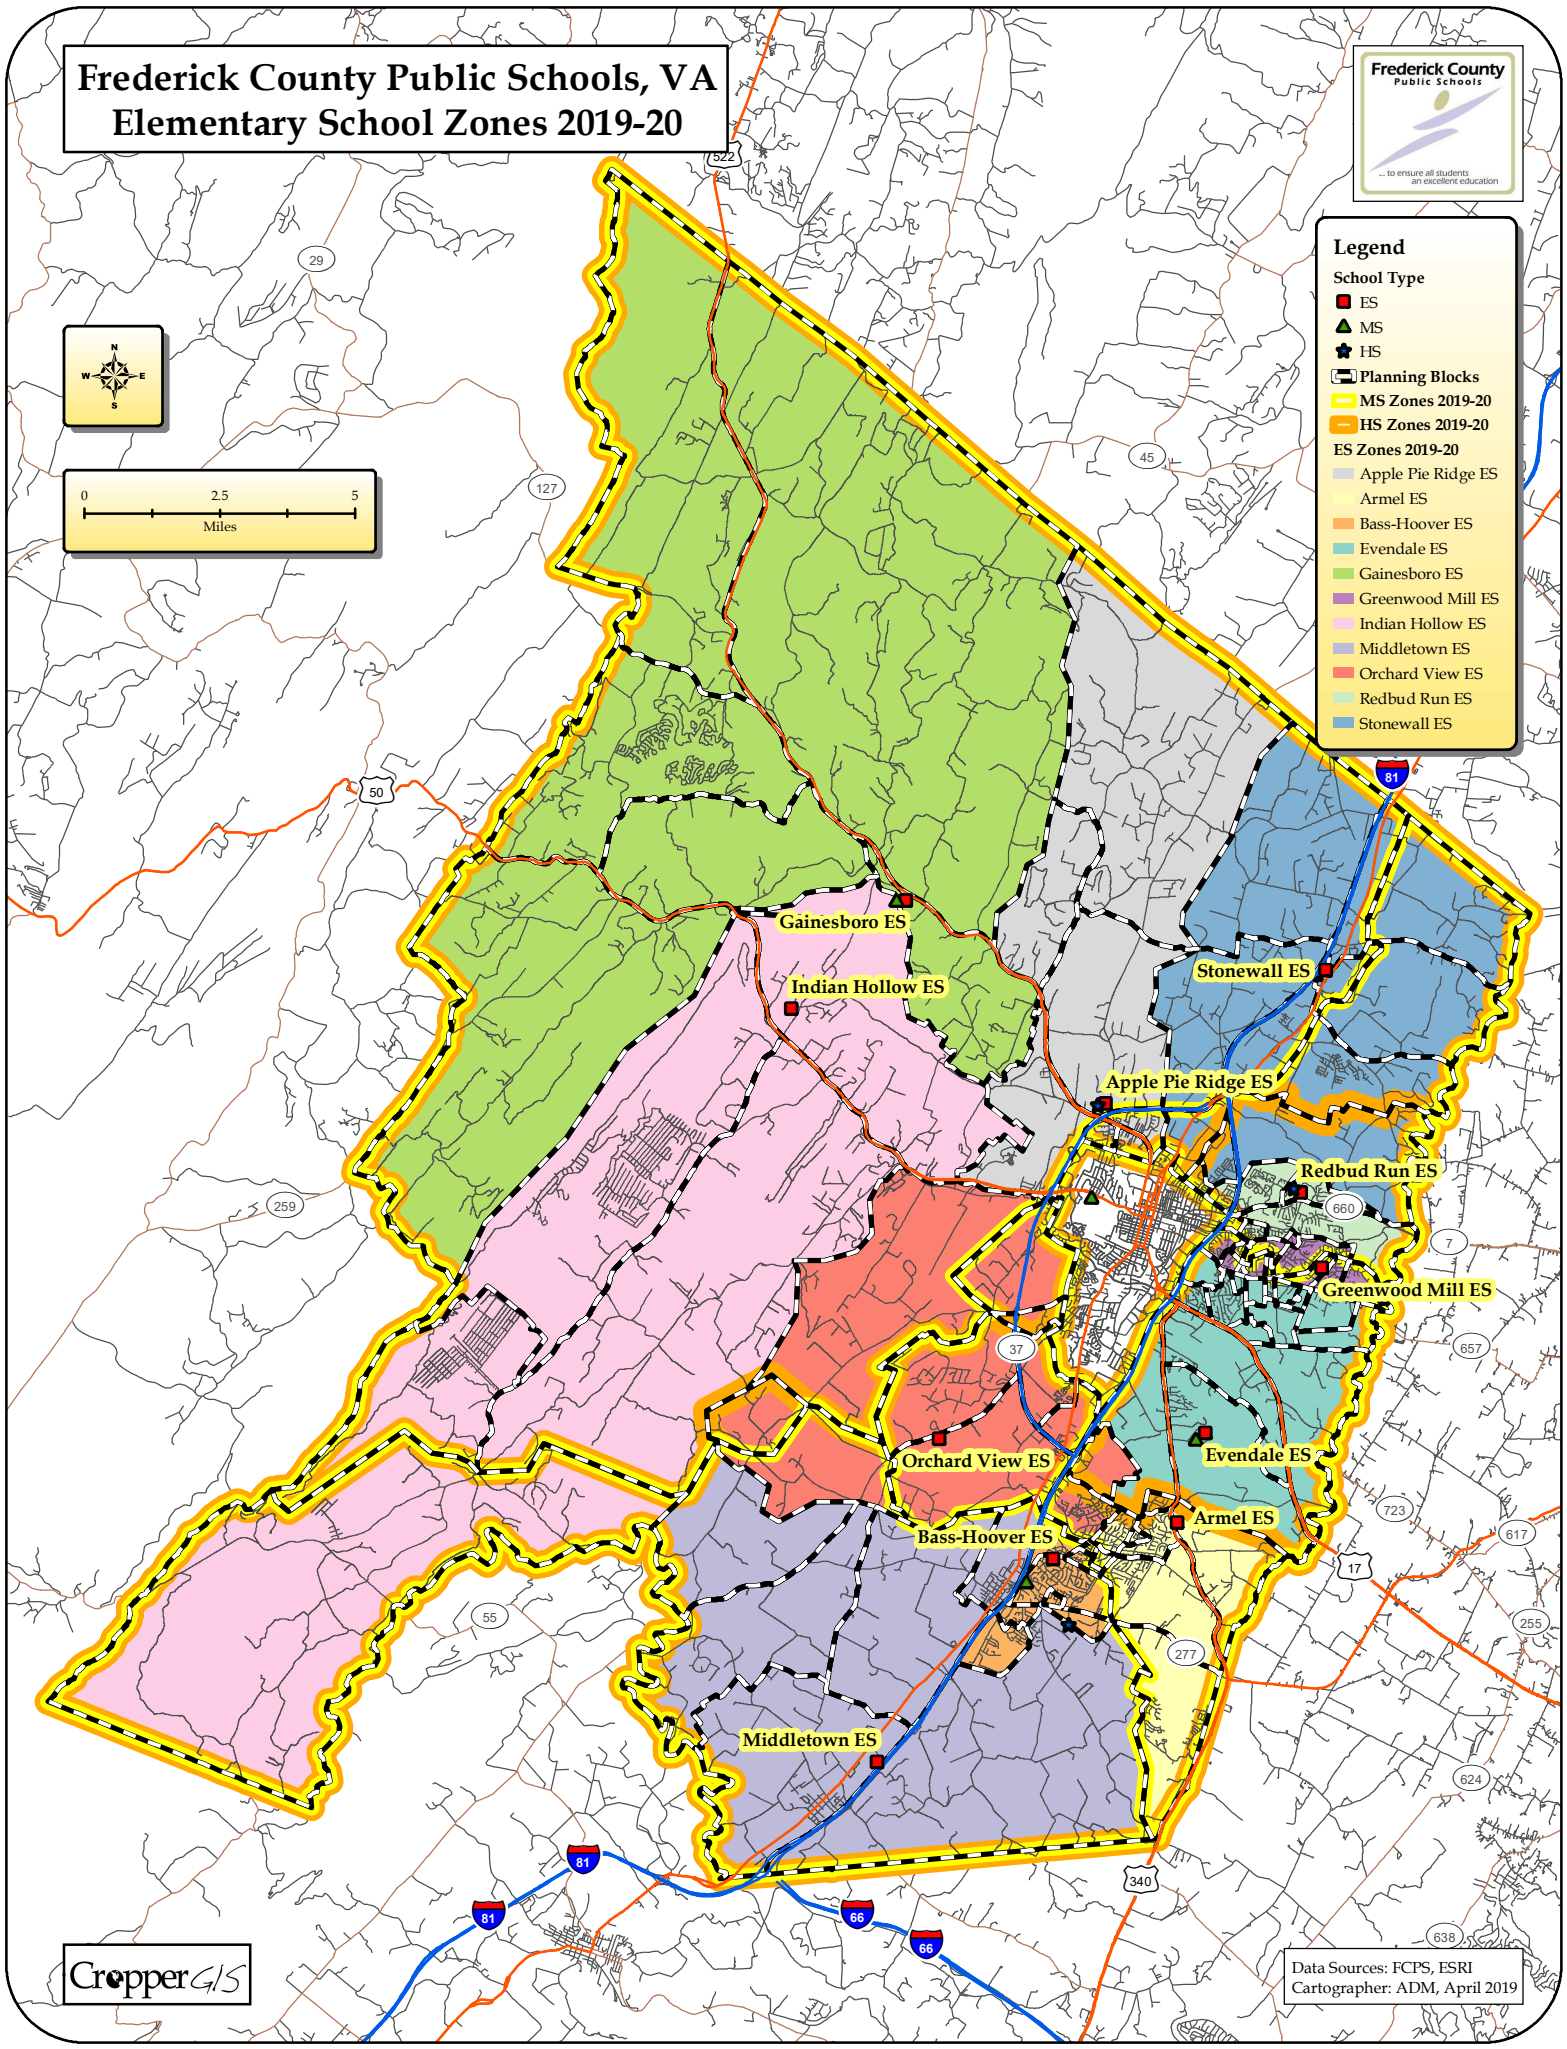 Frederick County Public Schools, VA
Elementary School Zones 2019-20
Frederick County
Public Schools
... to ensure all students
an excellent education
522
29
N
W
E
S
0 2.5 5
Miles
127
45
50
Legend
School Type
ES
MS
HS
Planning Blocks
MS Zones 2019-20
HS Zones 2019-20
ES Zones 2019-20
Apple Pie Ridge ES
Armel ES
Bass-Hoover ES
Evendale ES
Gainesboro ES
Greenwood Mill ES
Indian Hollow ES
Middletown ES
Orchard View ES
Redbud Run ES
Stonewall ES
81
Gainesboro ES
Stonewall ES
Indian Hollow ES
Apple Pie Ridge ES
Redbud Run ES
259
660
7
Greenwood Mill ES
37
657
Orchard View ES
Evendale ES
723
Armel ES
617
Bass-Hoover ES
17
55
255
277
Middletown ES
624
81
340
81
66
66
638
Cropper GIS
Data Sources: FCPS, ESRI
Cartographer: ADM, April 2019